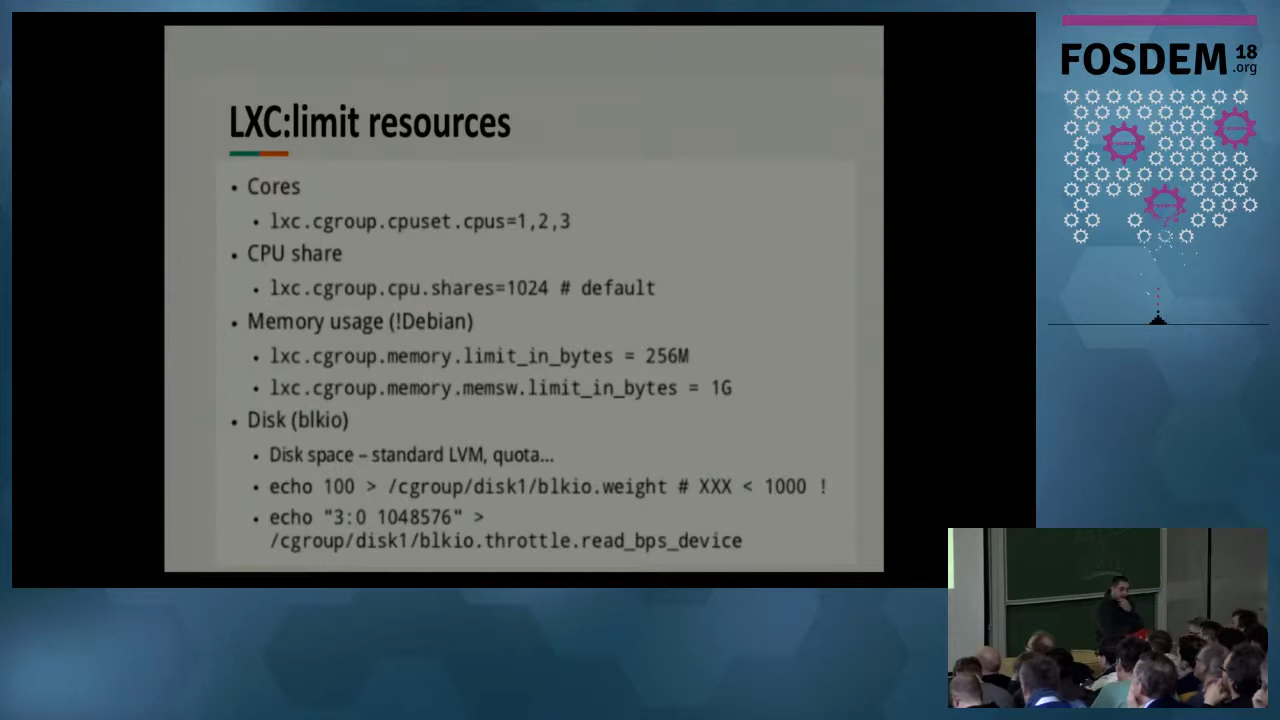 LXC:limit resources
• Cores
• lxc.cgroup.cpuset.cpus=1,2,3
• CPU share
• lxc.cgroup.cpu.shares=1024 # default
• Memory usage (!Debian)
• lxc.cgroup.memory.limit_in_bytes = 256M
• lxc.cgroup.memory.memsw.limit_in_bytes = 1G
• Disk (blkio)
• Disk space – standard LVM, quota...
• echo 100 > /cgroup/disk1/blkio.weight # XXX < 1000 !
• echo "3:0 1048576" >
/cgroup/disk1/blkio.throttle.read_bps_device
FOSDEM 18
.org